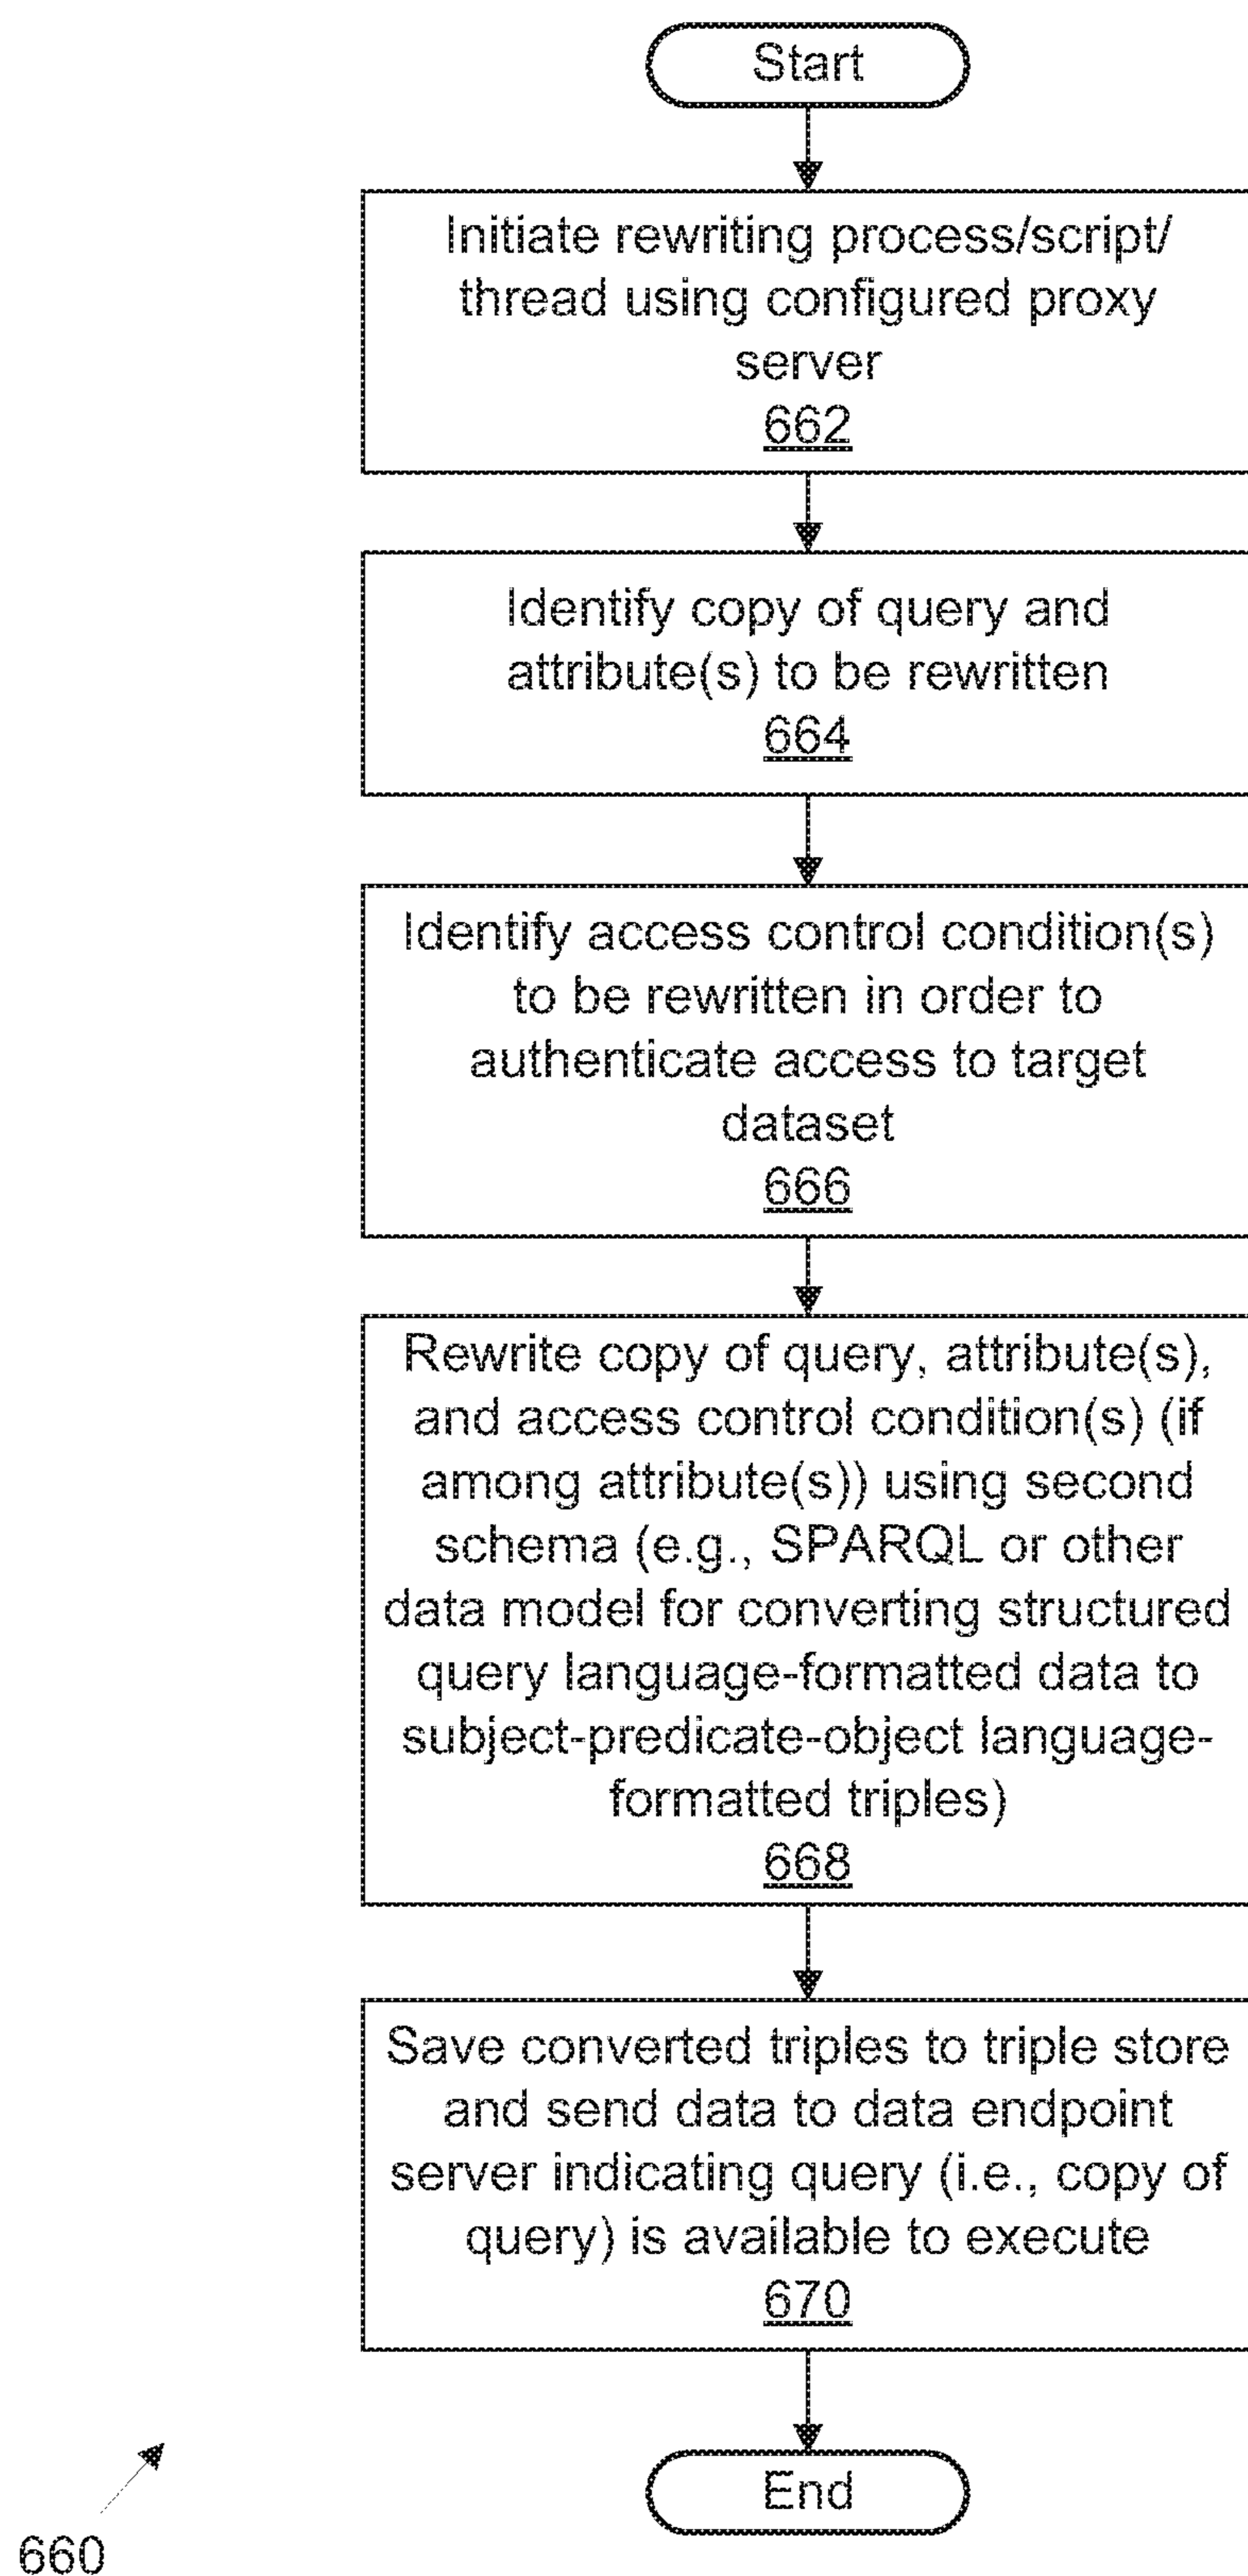 Start
Initiate rewriting process/script/
thread using configured proxy
server
662
Identify copy of query and
attribute(s) to be rewritten
664
Identify access control condition(s)
to be rewritten in order to
authenticate access to target
dataset
666
Rewrite copy of query, attribute(s),
and access control condition(s) (if
among attribute(s)) using second
schema (e.g., SPARQL or other
data model for converting structured
query language-formatted data to
subject-predicate-object language-
formatted triples)
668
Save converted triples to triple store
and send data to data endpoint
server indicating query (i.e., copy of
query) is available to execute
670
End
660